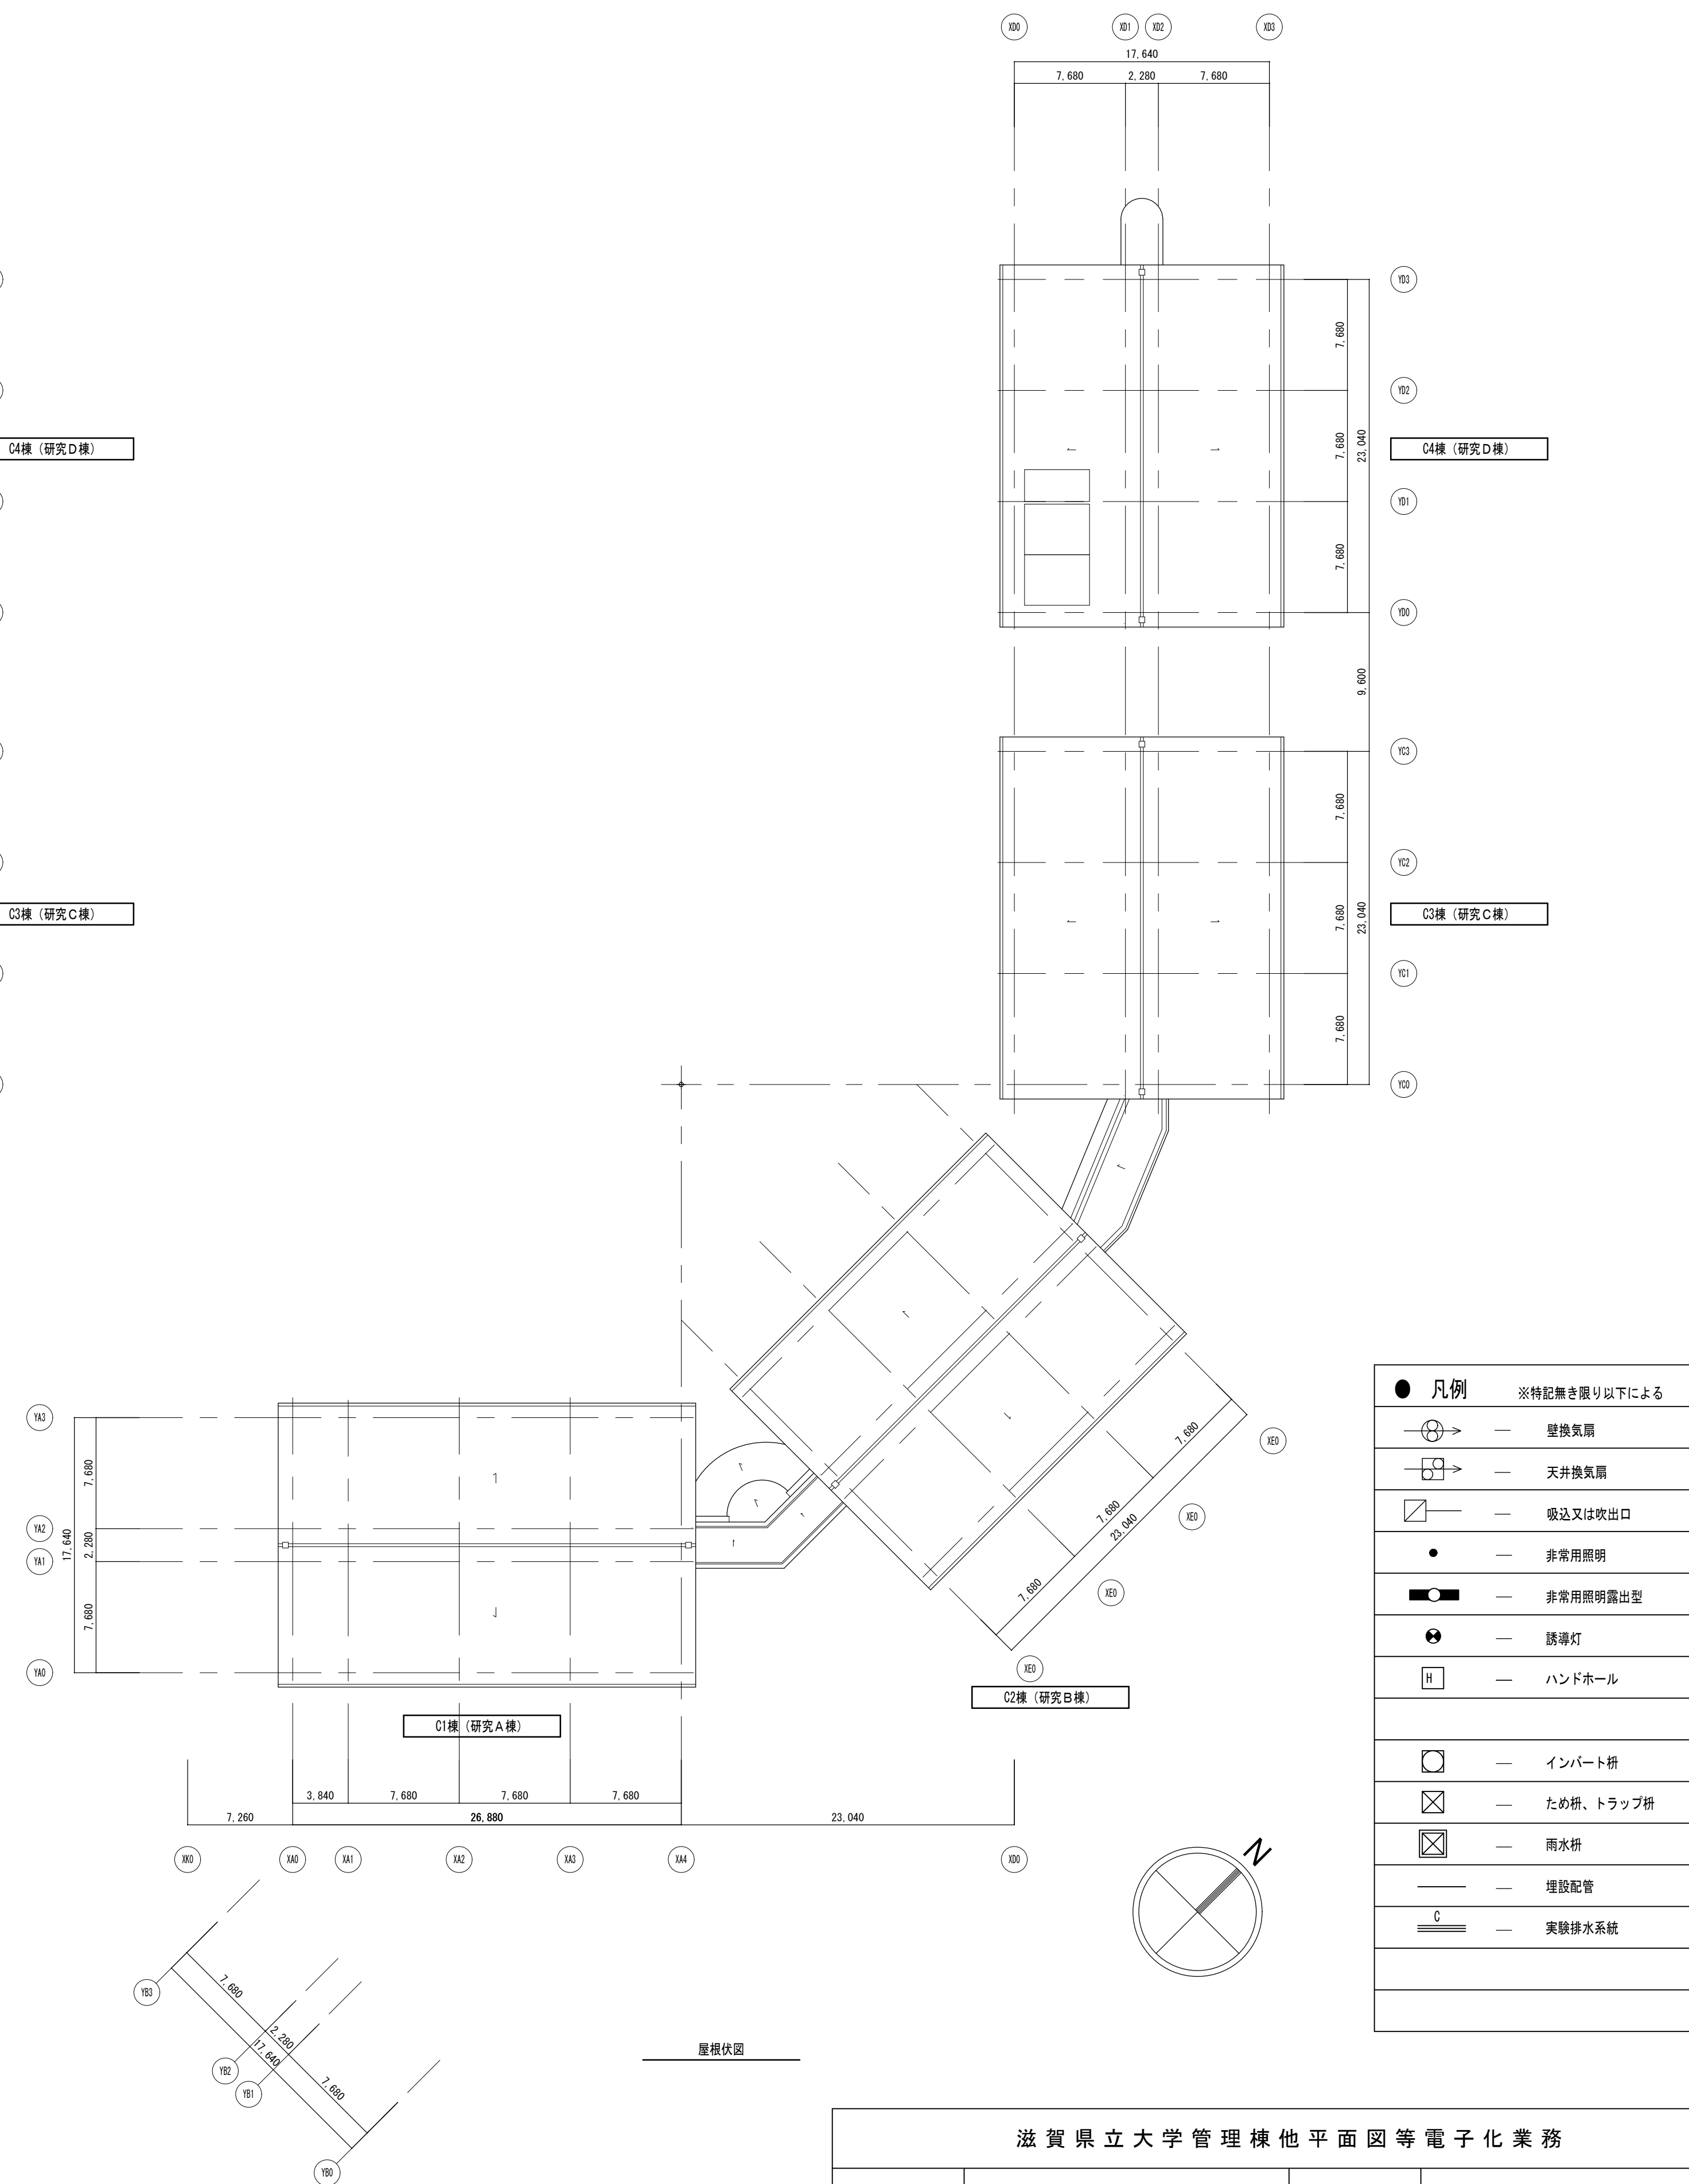 XD0 XD1 XD2 XD3
17,640
7,680 2,280 7,680
YD3
7,680
YD2
C4棟（研究Ｄ棟）
7,680
23,040
C4棟（研究Ｄ棟）
YD1
7,680
YD0
9,600
YC3
7,680
YC2
C3棟（研究Ｃ棟）
7,680
23,040
C3棟（研究Ｃ棟）
YC1
7,680
YC0
YA3
7,680
YA2
17,640
2,280
YA1
7,680
YA0
7,680
XE0
7,680
23,040
XE0
7,680
XE0
XE0
C2棟（研究Ｂ棟）
C1棟（研究Ａ棟）
3,840 7,680 7,680 7,680
7,260 26,880 23,040
XK0 XA0 XA1 XA2 XA3 XA4 XD0
N
YB3
7,680
2,280
17,640
YB2
YB1
7,680
YB0
屋根伏図
● 凡例 ※特記無き限り以下による
― 壁換気扇
― 天井換気扇
― 吸込又は吹出口
― 非常用照明
― 非常用照明露出型
― 誘導灯
H ― ハンドホール
― インバート枡
― ため枡、トラップ枡
― 雨水枡
― 埋設配管
C ― 実験排水系統
滋賀県立大学管理棟他平面図等電子化業務